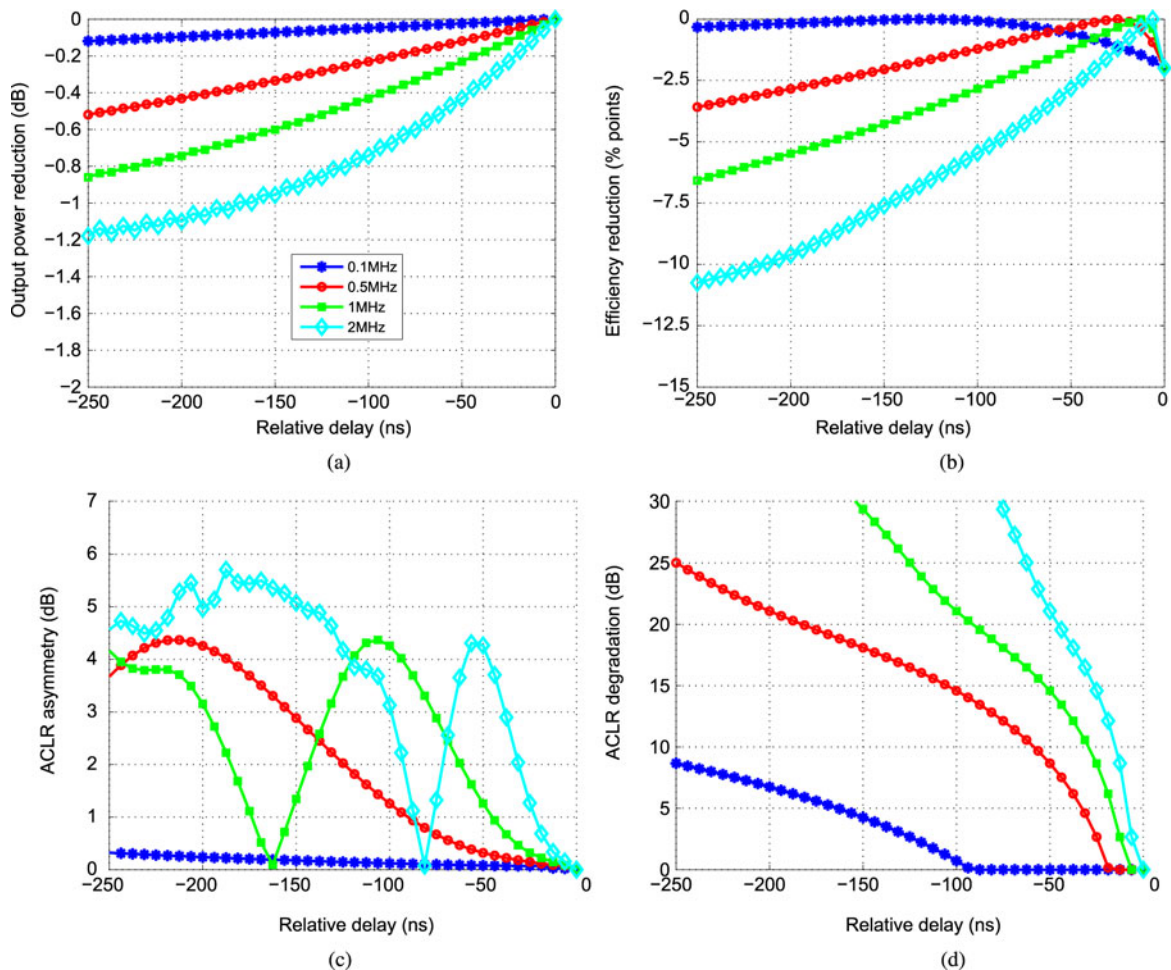 0
−0.2
−0.4
−0.6
−0.8
−1
−1.2
−1.4
−1.6
−1.8
−2
Output power reduction (dB)
0.1MHz
0.5MHz
1MHz
2MHz
−250 −200 −150 −100 −50 0
Relative delay (ns)
(a)
0
−2.5
−5
−7.5
−10
−12.5
−15
Efficiency reduction (% points)
−250 −200 −150 −100 −50 0
Relative delay (ns)
(b)
7
6
5
4
3
2
1
0
ACLR asymmetry (dB)
−250 −200 −150 −100 −50 0
Relative delay (ns)
(c)
30
25
20
15
10
5
0
ACLR degradation (dB)
−250 −200 −150 −100 −50 0
Relative delay (ns)
(d)